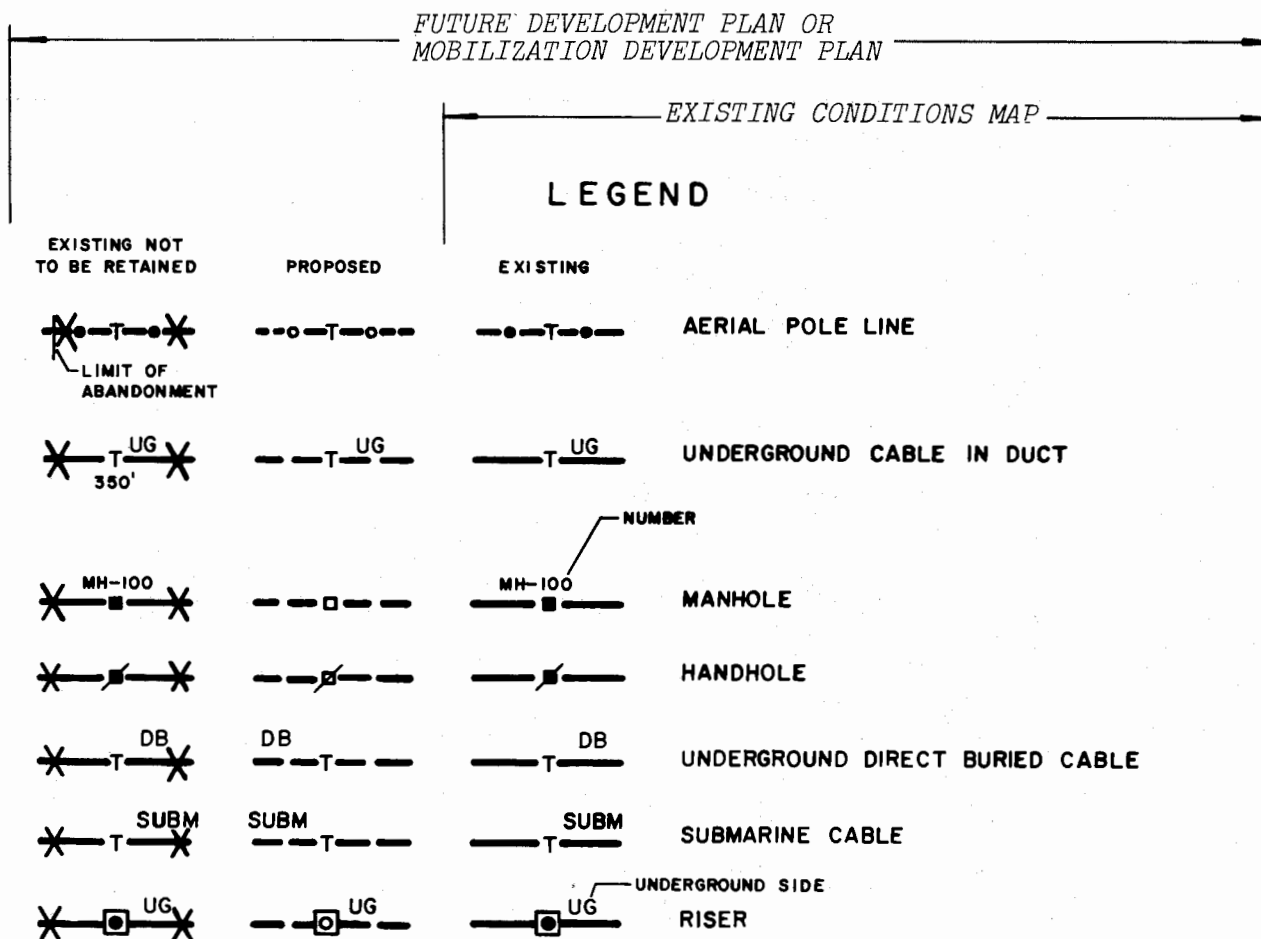 FUTURE DEVELOPMENT PLAN OR
MOBILIZATION DEVELOPMENT PLAN
EXISTING CONDITIONS MAP
LEGEND
EXISTING NOT
TO BE RETAINED
PROPOSED
EXISTING
T
T
T
AERIAL POLE LINE
LIMIT OF
ABANDONMENT
T UG
350'
T UG
T UG
UNDERGROUND CABLE IN DUCT
NUMBER
MH-100
MH-100
MANHOLE
HANDHOLE
DB
T
DB
T
DB
T
UNDERGROUND DIRECT BURIED CABLE
SUBM
T
SUBM
T
SUBM
T
SUBMARINE CABLE
UNDERGROUND SIDE
UG
UG
UG
RISER